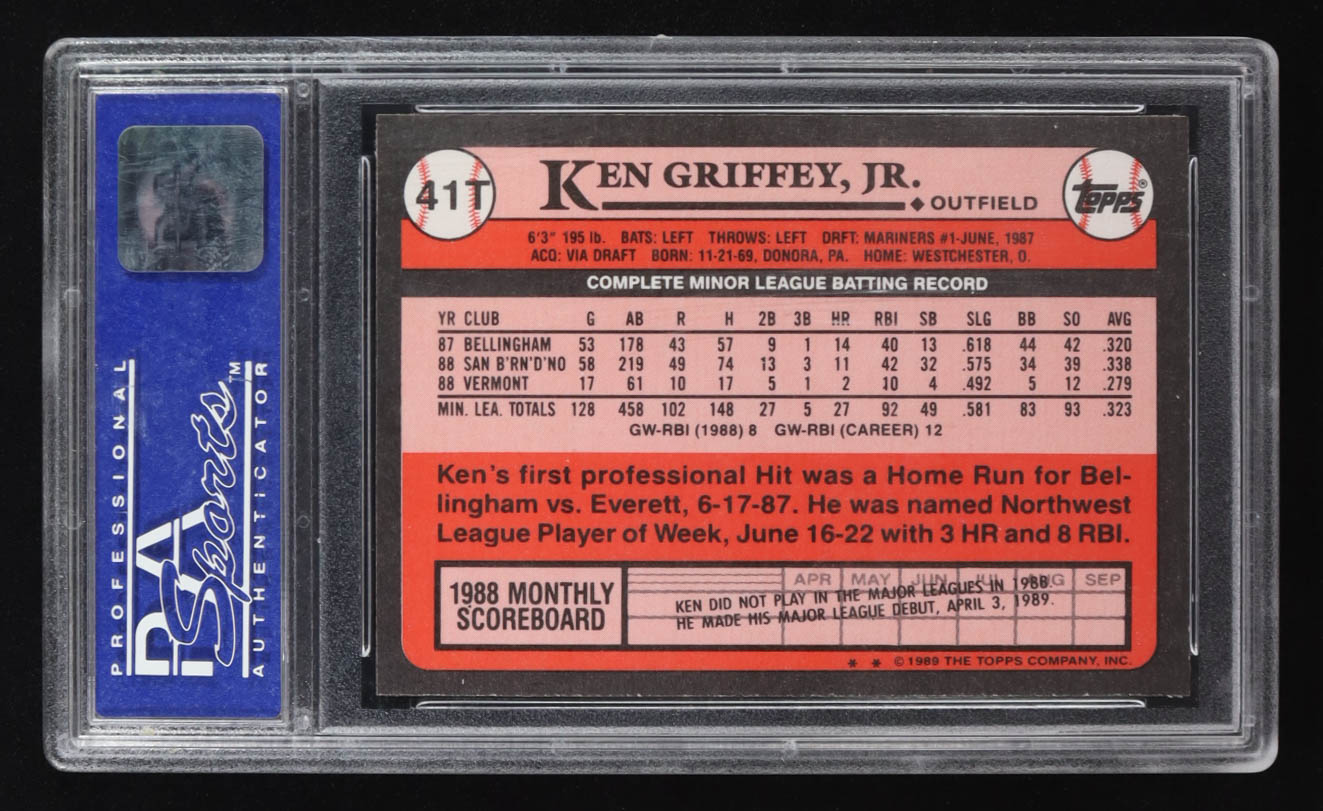 PROFESSIONAL
PSA
Sports™
AUTHENTICATOR
41T
KEN GRIFFEY, JR.
◆ OUTFIELD
TOPPS®
6'3" 195 lb. BATS: LEFT THROWS: LEFT DRFT: MARINERS #1-JUNE, 1987
ACQ: VIA DRAFT BORN: 11-21-69, DONORA, PA. HOME: WESTCHESTER, O.
COMPLETE MINOR LEAGUE BATTING RECORD
YR CLUB G AB R H 2B 3B HR RBI SB SLG BB SO AVG
87 BELLINGHAM 53 178 43 57 9 1 14 40 13 .618 44 42 .320
88 SAN B'RN'D'NO 58 219 49 74 13 3 11 42 32 .575 34 39 .338
88 VERMONT 17 61 10 17 5 1 2 10 4 .492 5 12 .279
MIN. LEA. TOTALS 128 458 102 148 27 5 27 92 49 .581 83 93 .323
GW-RBI (1988) 8 GW-RBI (CAREER) 12
Ken's first professional Hit was a Home Run for Bel-
lingham vs. Everett, 6-17-87. He was named Northwest
League Player of Week, June 16-22 with 3 HR and 8 RBI.
1988 MONTHLY
SCOREBOARD
APR MAY JUN JUL AUG SEP
KEN DID NOT PLAY IN THE MAJOR LEAGUES IN 1988.
HE MADE HIS MAJOR LEAGUE DEBUT, APRIL 3, 1989.
* * © 1989 THE TOPPS COMPANY, INC.